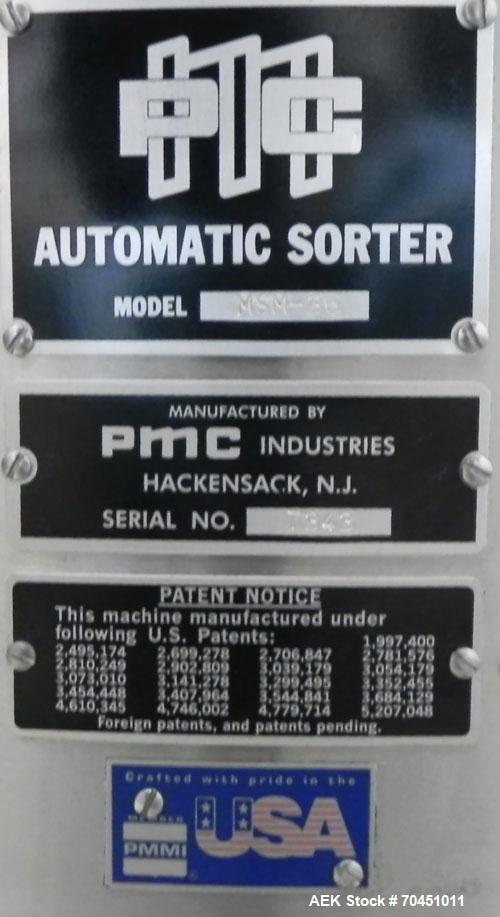 PMC
AUTOMATIC SORTER
MODEL MSM-36
MANUFACTURED BY
PMC INDUSTRIES
HACKENSACK, N.J.
SERIAL NO. 7343
PATENT NOTICE
This machine manufactured under
following U.S. Patents: 1,997,400
2,495,174 2,699,278 2,706,847 2,781,576
2,810,249 2,902,809 3,039,179 3,054,179
3,073,010 3,141,278 3,299,495 3,352,455
3,454,448 3,407,964 3,544,841 3,684,129
4,610,345 4,746,002 4,779,714 5,207,048
Foreign patents, and patents pending.
Crafted with pride in the
USA
MEMBER
PMMI
®
AEK Stock # 70451011